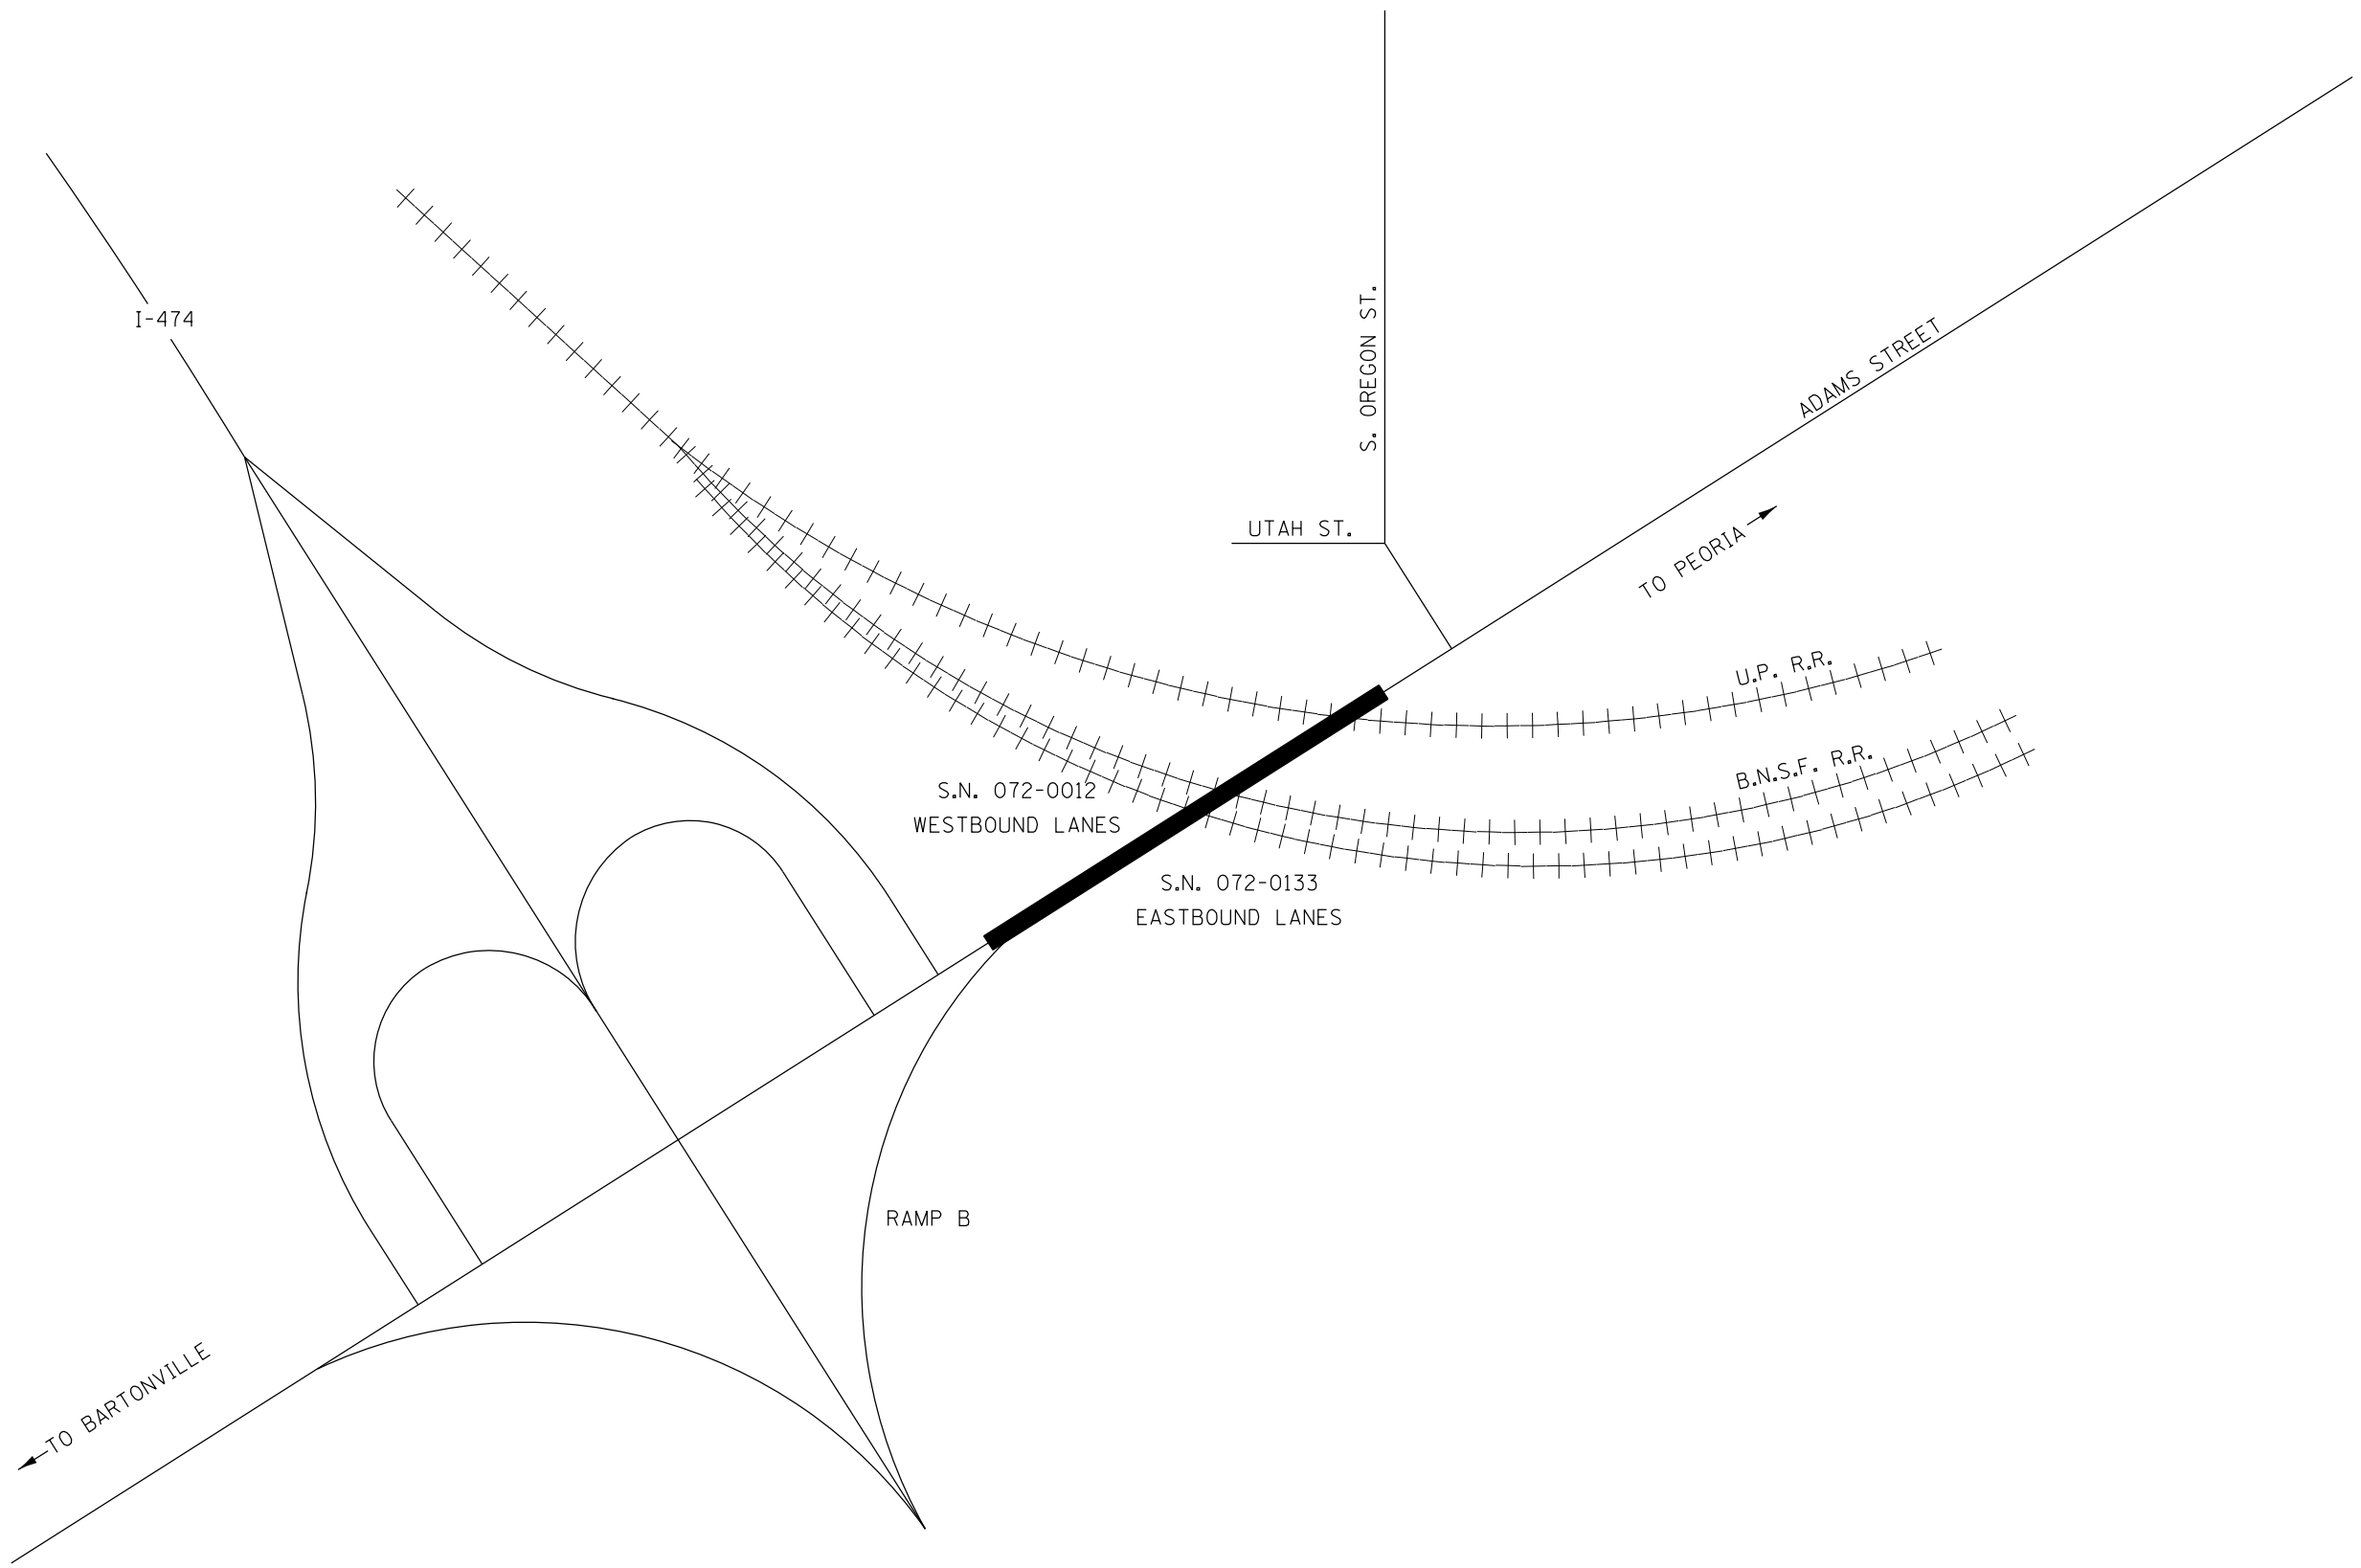 I-474
S. OREGON ST.
ADAMS STREET
UTAH ST.
TO PEORIA
U.P. R.R.
B.N.S.F. R.R.
S.N. 072-0012
WESTBOUND LANES
S.N. 072-0133
EASTBOUND LANES
RAMP B
TO BARTONVILLE